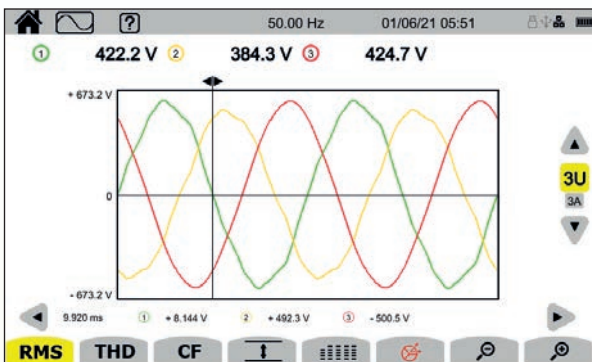 ?
50.00 Hz
01/06/21 05:51
1 422.2 V 2 384.3 V 3 424.7 V
+ 673.2 V
0
- 673.2 V
3U
3A
9.920 ms 1 + 8.144 V 2 + 492.3 V 3 - 500.5 V
RMS THD CF